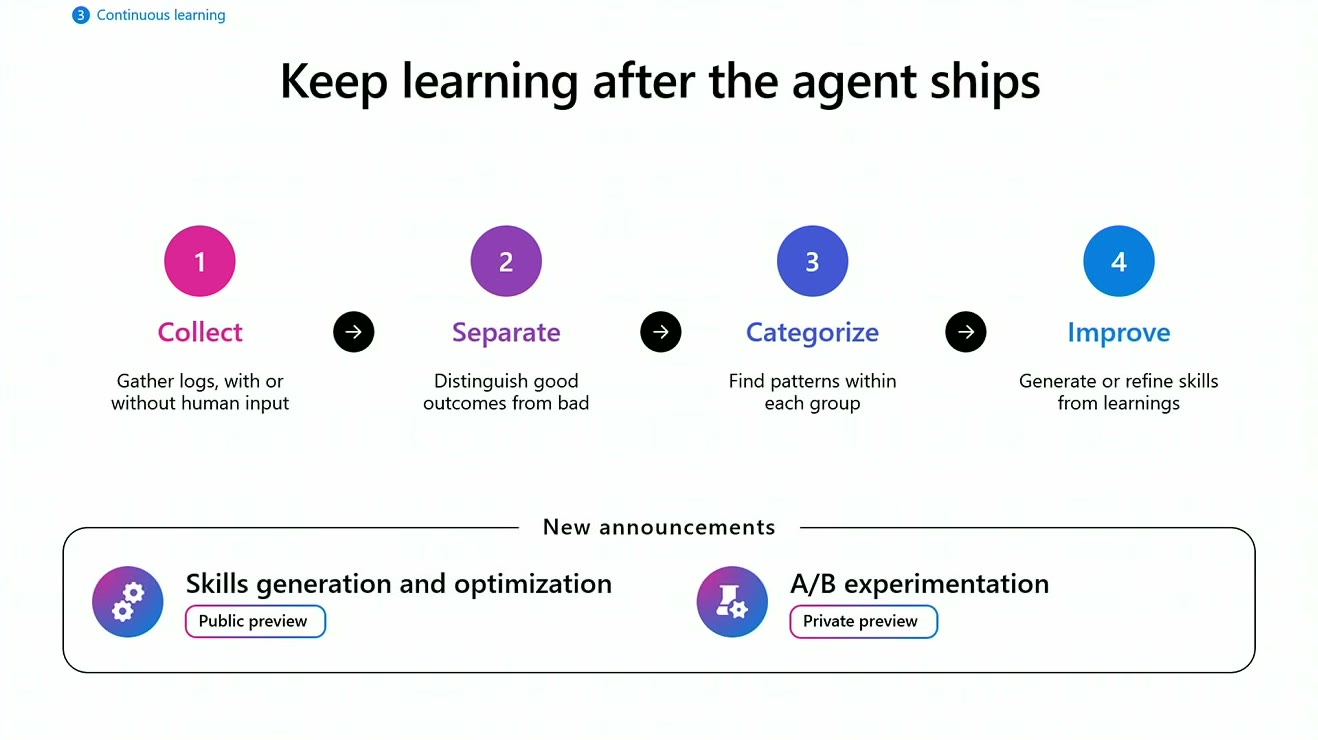 3 Continuous learning
Keep learning after the agent ships
1
Collect
Gather logs, with or
without human input
2
Separate
Distinguish good
outcomes from bad
3
Categorize
Find patterns within
each group
4
Improve
Generate or refine skills
from learnings
New announcements
Skills generation and optimization
Public preview
A/B experimentation
Private preview